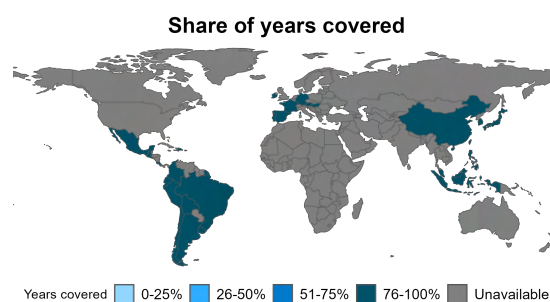 Share of years covered
Years covered 0-25% 26-50% 51-75% 76-100% Unavailable